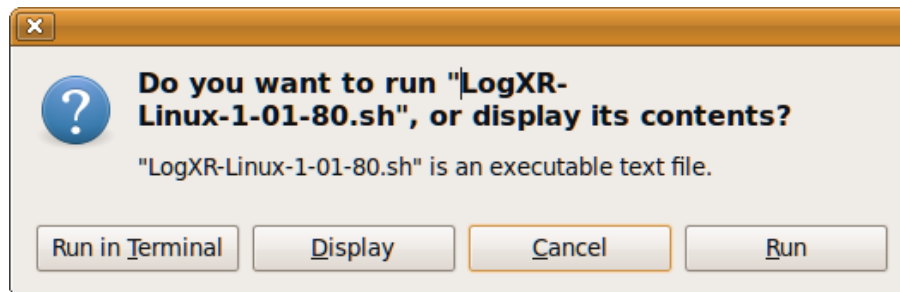 Do you want to run "LogXR-
Linux-1-01-80.sh", or display its contents?
"LogXR-Linux-1-01-80.sh" is an executable text file.
Run in Terminal Display Cancel Run